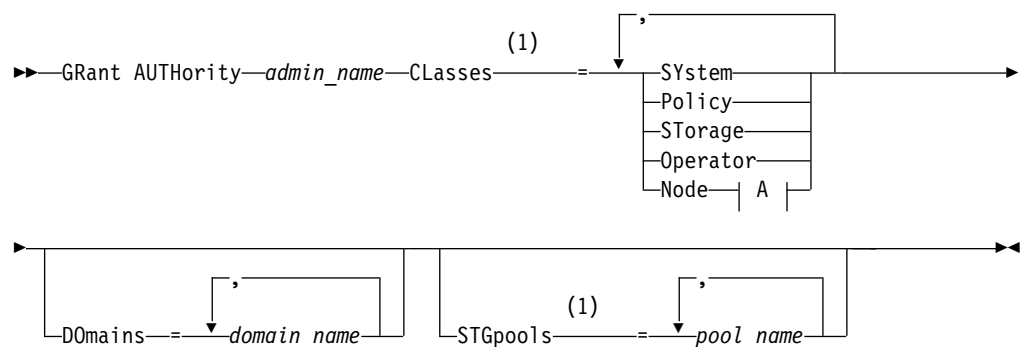 (1) ,
GRant AUTHority admin_name CLasses = SYstem
Policy
STorage
Operator
Node A
, (1) ,
DOmains = domain name STGpools = pool name